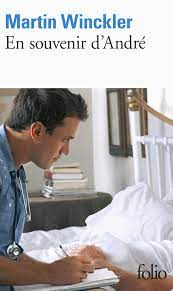 Martin Winckler
En souvenir d'André
folio